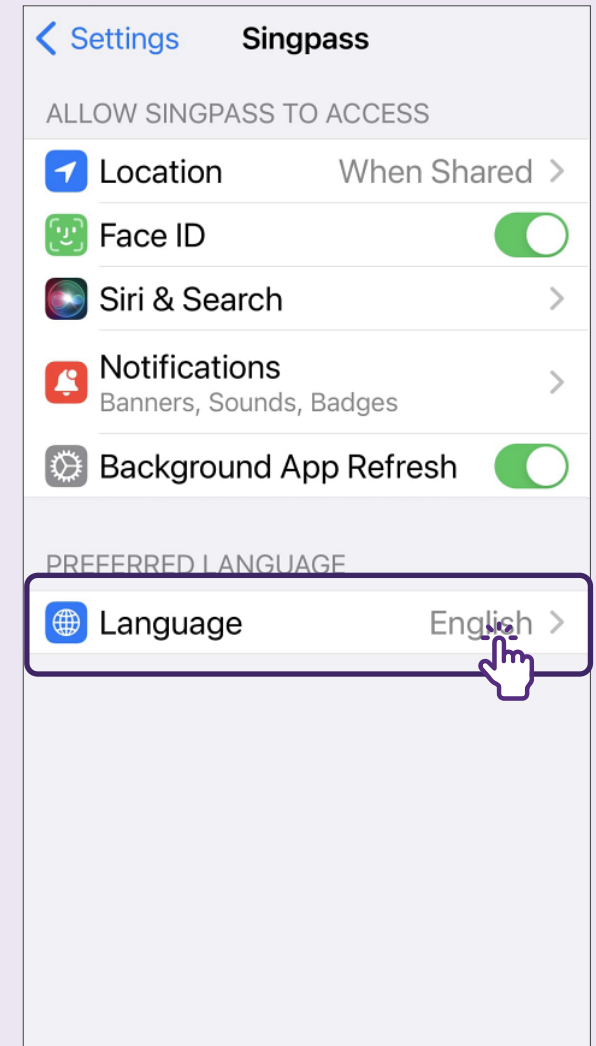 Settings Singpass
ALLOW SINGPASS TO ACCESS
Location When Shared
Face ID
Siri & Search
Notifications
Banners, Sounds, Badges
Background App Refresh
PREFERRED LANGUAGE
Language English